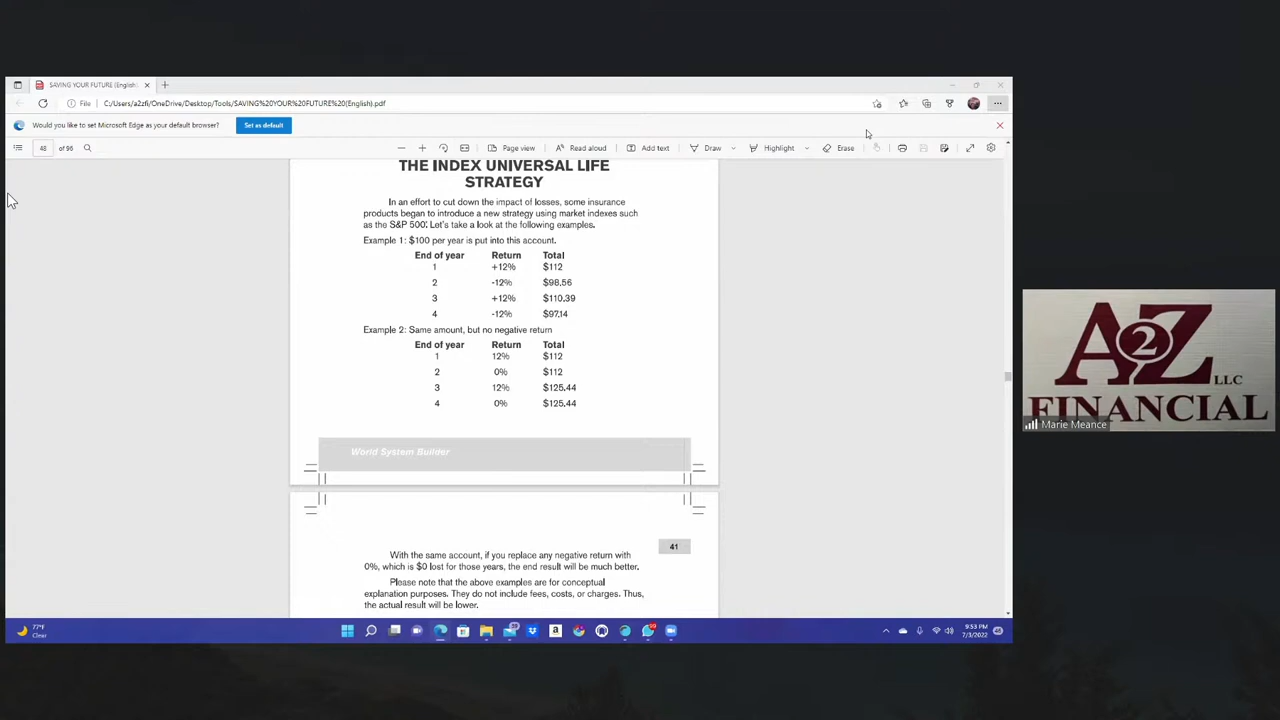 SAVING YOUR FUTURE (English
File C:/Users/a2zfi/OneDrive/Desktop/Tools/SAVING%20YOUR%20FUTURE%20(English).pdf
Would you like to set Microsoft Edge as your default browser? Set as default
48 of 96 Page view Read aloud Add text Draw Highlight Erase
THE INDEX UNIVERSAL LIFE
STRATEGY
In an effort to cut down the impact of losses, some insurance
products began to introduce a new strategy using market indexes such
as the S&P 500. Let's take a look at the following examples.
Example 1: $100 per year is put into this account.
End of year Return Total
1 +12% $112
2 -12% $98.56
3 +12% $110.39
4 -12% $97.14
Example 2: Same amount, but no negative return
End of year Return Total
1 12% $112
2 0% $112
3 12% $125.44
4 0% $125.44
World System Builder
41
With the same account, if you replace any negative return with
0%, which is $0 lost for those years, the end result will be much better.
Please note that the above examples are for conceptual
explanation purposes. They do not include fees, costs, or charges. Thus,
the actual result will be lower.
A2Z LLC
FINANCIAL
Marie Meance
77°F
Clear
9:53 PM
7/3/2022